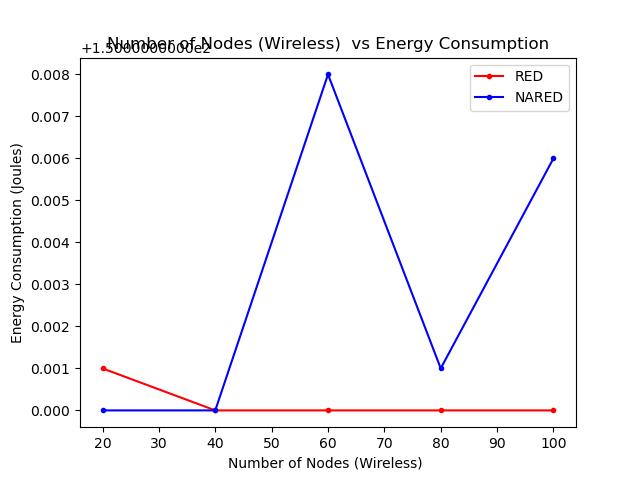 Number of Nodes (Wireless)  vs Energy Consumption
+1.5000000000e2
0.008
0.007
0.006
0.005
0.004
0.003
0.002
0.001
0.000
Energy Consumption (Joules)
RED
NARED
20 30 40 50 60 70 80 90 100
Number of Nodes (Wireless)